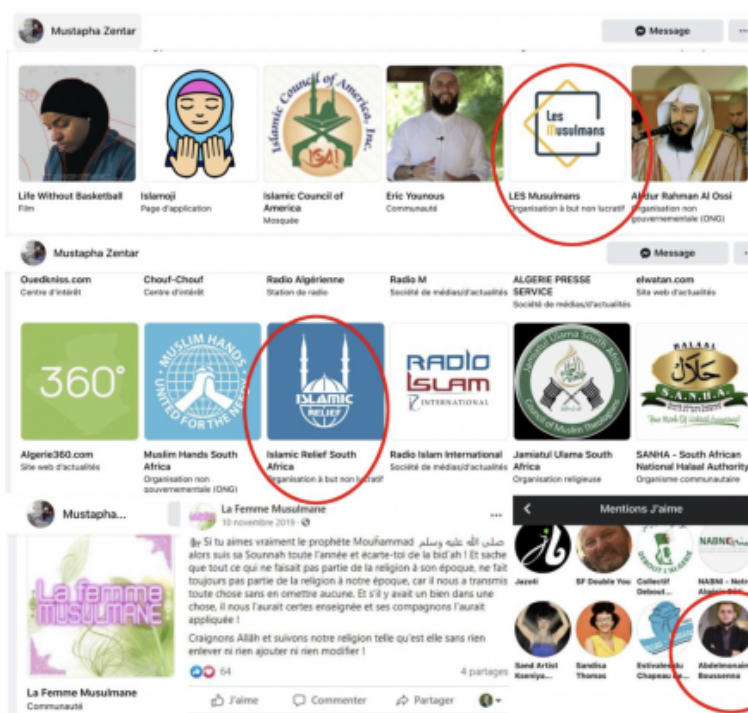 Mustapha Zentar
Message
Islamic Council of America, Inc.
ISAI
Les
Musulmans
Life Without Basketball
Film
Islamoji
Page d'application
Islamic Council of
America
Mosquée
Eric Younous
Communauté
LES Musulmans
Organisation à but non lucratif
Abdur Rahman Al Ossi
Organisation non
gouvernementale (ONG)
Mustapha Zentar
Message
Ouedkniss.com
Centre d'intérêt
Chouf-Chouf
Centre d'intérêt
Radio Algérienne
Station de radio
Radio M
Société de médias/d'actualités
ALGERIE PRESSE
SERVICE
Société de médias/d'actualités
elwatan.com
Site web d'actualités
360°
MUSLIM HANDS
UNITED FOR THE NEEDY
ISLAMIC
RELIEF
RADIO
ISLAM
INTERNATIONAL
Jamiatul Ulama South Africa
Council of Muslim Theologians
HALAAL
حلال
S.A.N.H.A.
Algerie360.com
Site web d'actualités
Muslim Hands South
Africa
Organisation non
gouvernementale (ONG)
Islamic Relief South
Africa
Organisation à but non lucratif
Radio Islam International
Société de médias/d'actualités
Jamiatul Ulama South
Africa
Organisation religieuse
SANHA - South African
National Halaal Authority
Organisme communautaire
Mustapha...
La femme
MUSULMANE
La Femme Musulmane
Communauté
La Femme Musulmane
10 novembre 2019
Si tu aimes vraiment le prophète Mouhammad صلى الله عليه وسلم
alors suis sa Sounnah toute l'année et écarte-toi de la bid'ah ! Et sache
que tout ce qui ne faisait pas partie de la religion à son époque, ne fait
toujours pas partie de la religion à notre époque, car il nous a transmis
toute chose sans en omettre aucune. Et s'il y avait un bien dans une
chose, il nous l'aurait certes enseignée et ses compagnons l'aurait
appliquée !
Craignons Allâh et suivons notre religion telle qu'est elle sans rien
enlever ni rien ajouter ni rien modifier !
64
4 partages
J'aime
Commenter
Partager
Mentions J'aime
Jazeti
SF Double You
Collectif
Debout...
NABNI - Notre
Sand Artist
Kseniya...
Sandisa
Thomas
Estivales du
Chapeau de...
Abdelmonaim
Boussenna